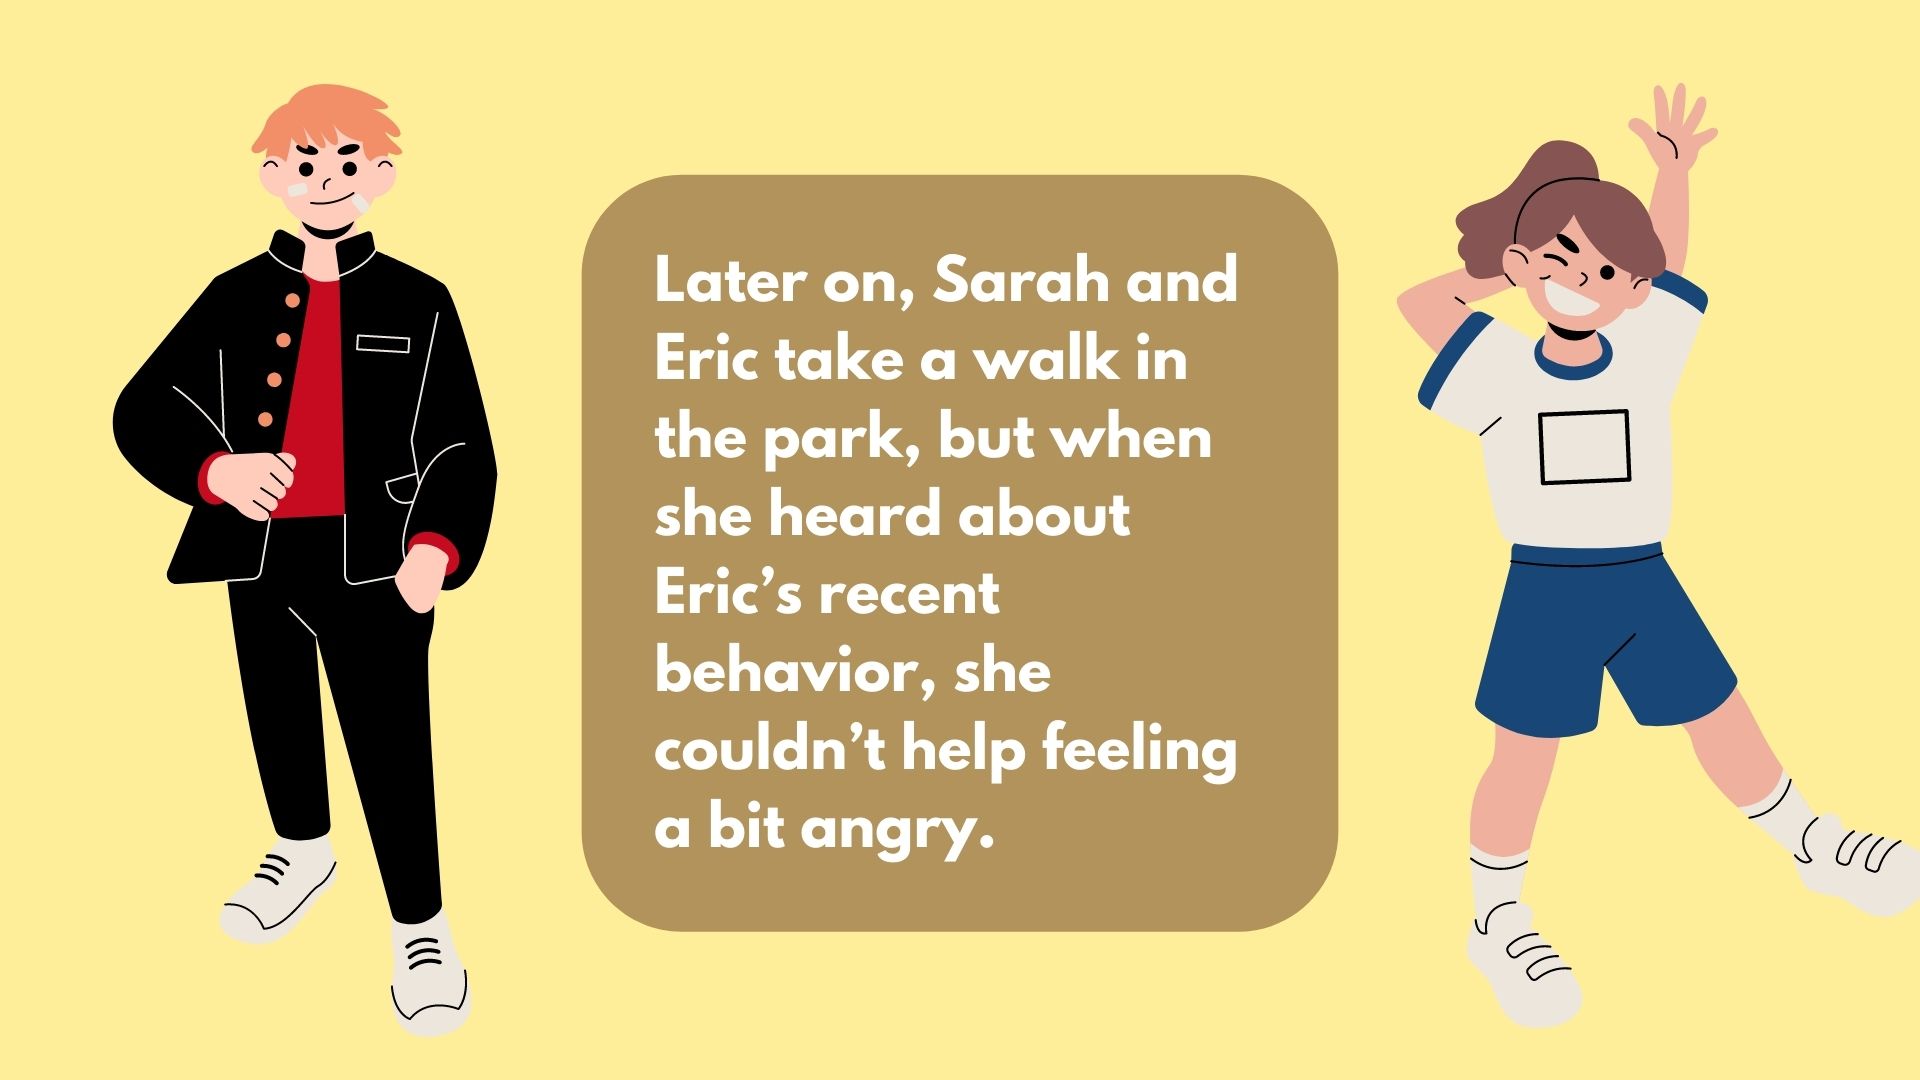 Later on, Sarah and
Eric take a walk in
the park, but when
she heard about
Eric’s recent
behavior, she
couldn’t help feeling
a bit angry.